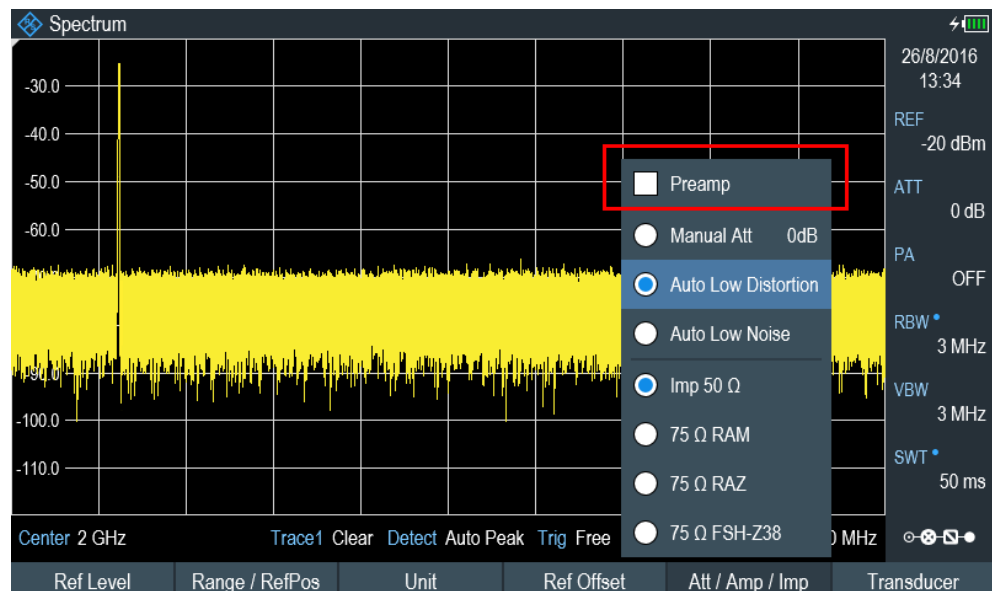 Spectrum
26/8/2016
13:34
-30.0
-40.0
-50.0
-60.0
-90.0
-100.0
-110.0
REF
-20 dBm
ATT
0 dB
PA
OFF
RBW
3 MHz
VBW
3 MHz
SWT
50 ms
Preamp
Manual Att 0dB
Auto Low Distortion
Auto Low Noise
Imp 50 Ω
75 Ω RAM
75 Ω RAZ
75 Ω FSH-Z38
Center 2 GHz Trace1 Clear Detect Auto Peak Trig Free 0 MHz
Ref Level Range / RefPos Unit Ref Offset Att / Amp / Imp Transducer